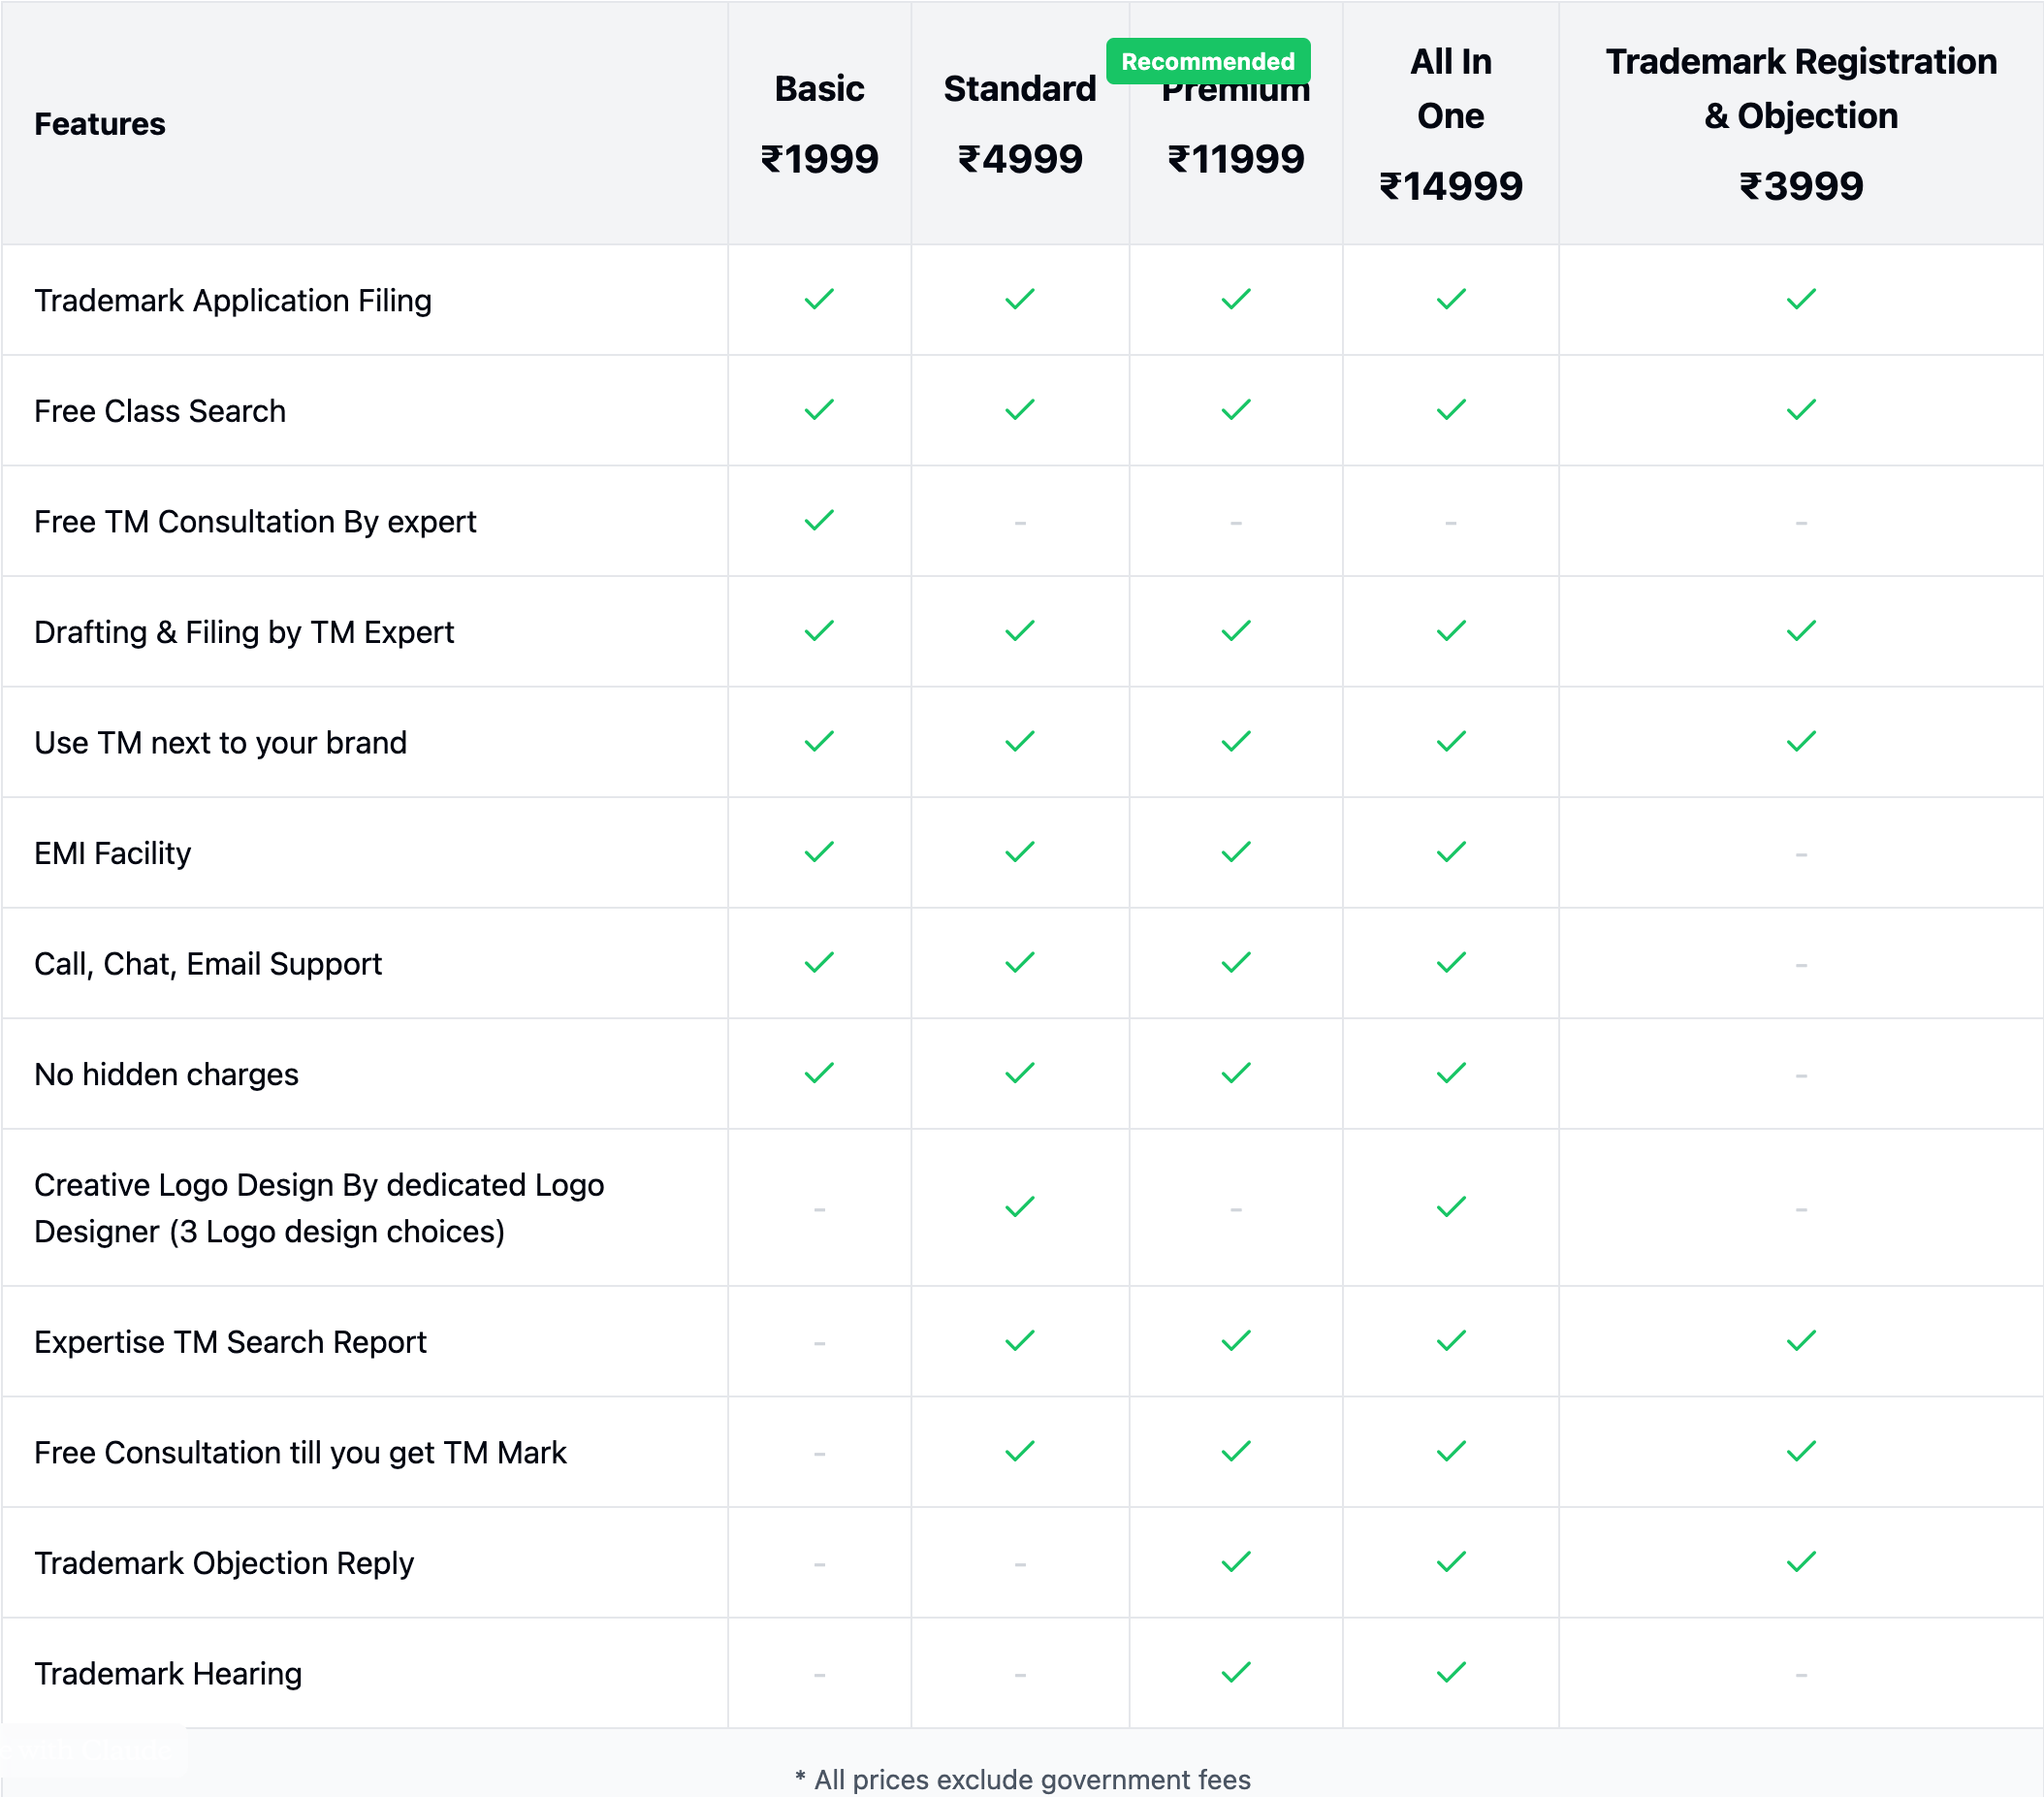 Features
Basic
₹1999
Standard
₹4999
Recommended
Premium
₹11999
All In
One
₹14999
Trademark Registration
& Objection
₹3999
Trademark Application Filing
Free Class Search
Free TM Consultation By expert
- - - -
Drafting & Filing by TM Expert
Use TM next to your brand
EMI Facility
-
Call, Chat, Email Support
-
No hidden charges
-
Creative Logo Design By dedicated Logo
Designer (3 Logo design choices)
- - -
Expertise TM Search Report
-
Free Consultation till you get TM Mark
-
Trademark Objection Reply
- -
Trademark Hearing
- - -
* All prices exclude government fees